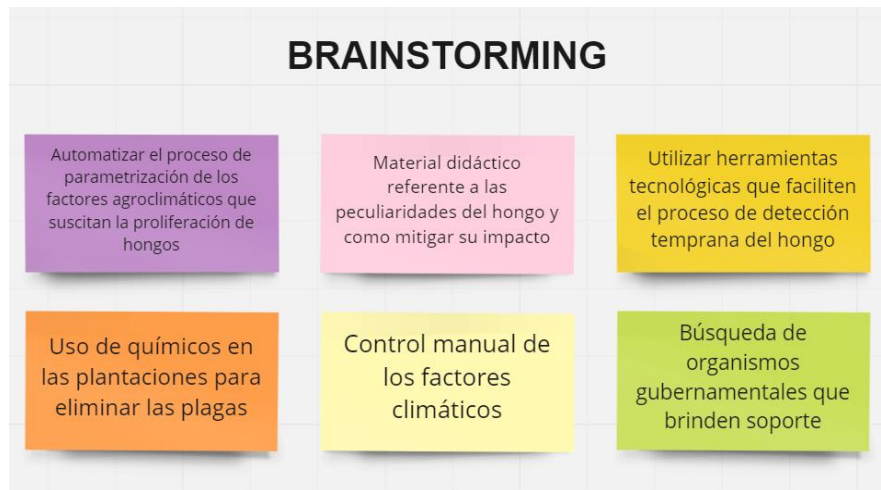 BRAINSTORMING
Automatizar el proceso de
parametrización de los
factores agroclimáticos que
suscitan la proliferación de
hongos
Material didáctico
referente a las
peculiaridades del hongo y
como mitigar su impacto
Utilizar herramientas
tecnológicas que faciliten
el proceso de detección
temprana del hongo
Uso de químicos en
las plantaciones para
eliminar las plagas
Control manual de
los factores
climáticos
Búsqueda de
organismos
gubernamentales que
brinden soporte